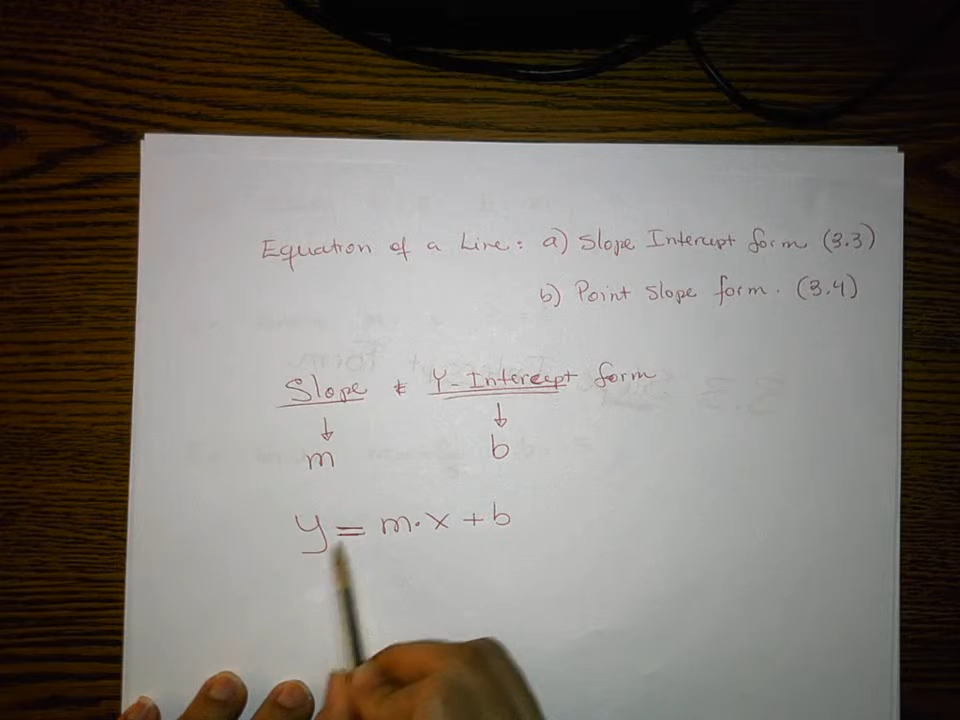 Equation of a Line: a) Slope Intercept form (3.3)
b) Point Slope form. (3.4)
Slope & Y-Intercept form
↓ ↓
m b
y = m·x + b